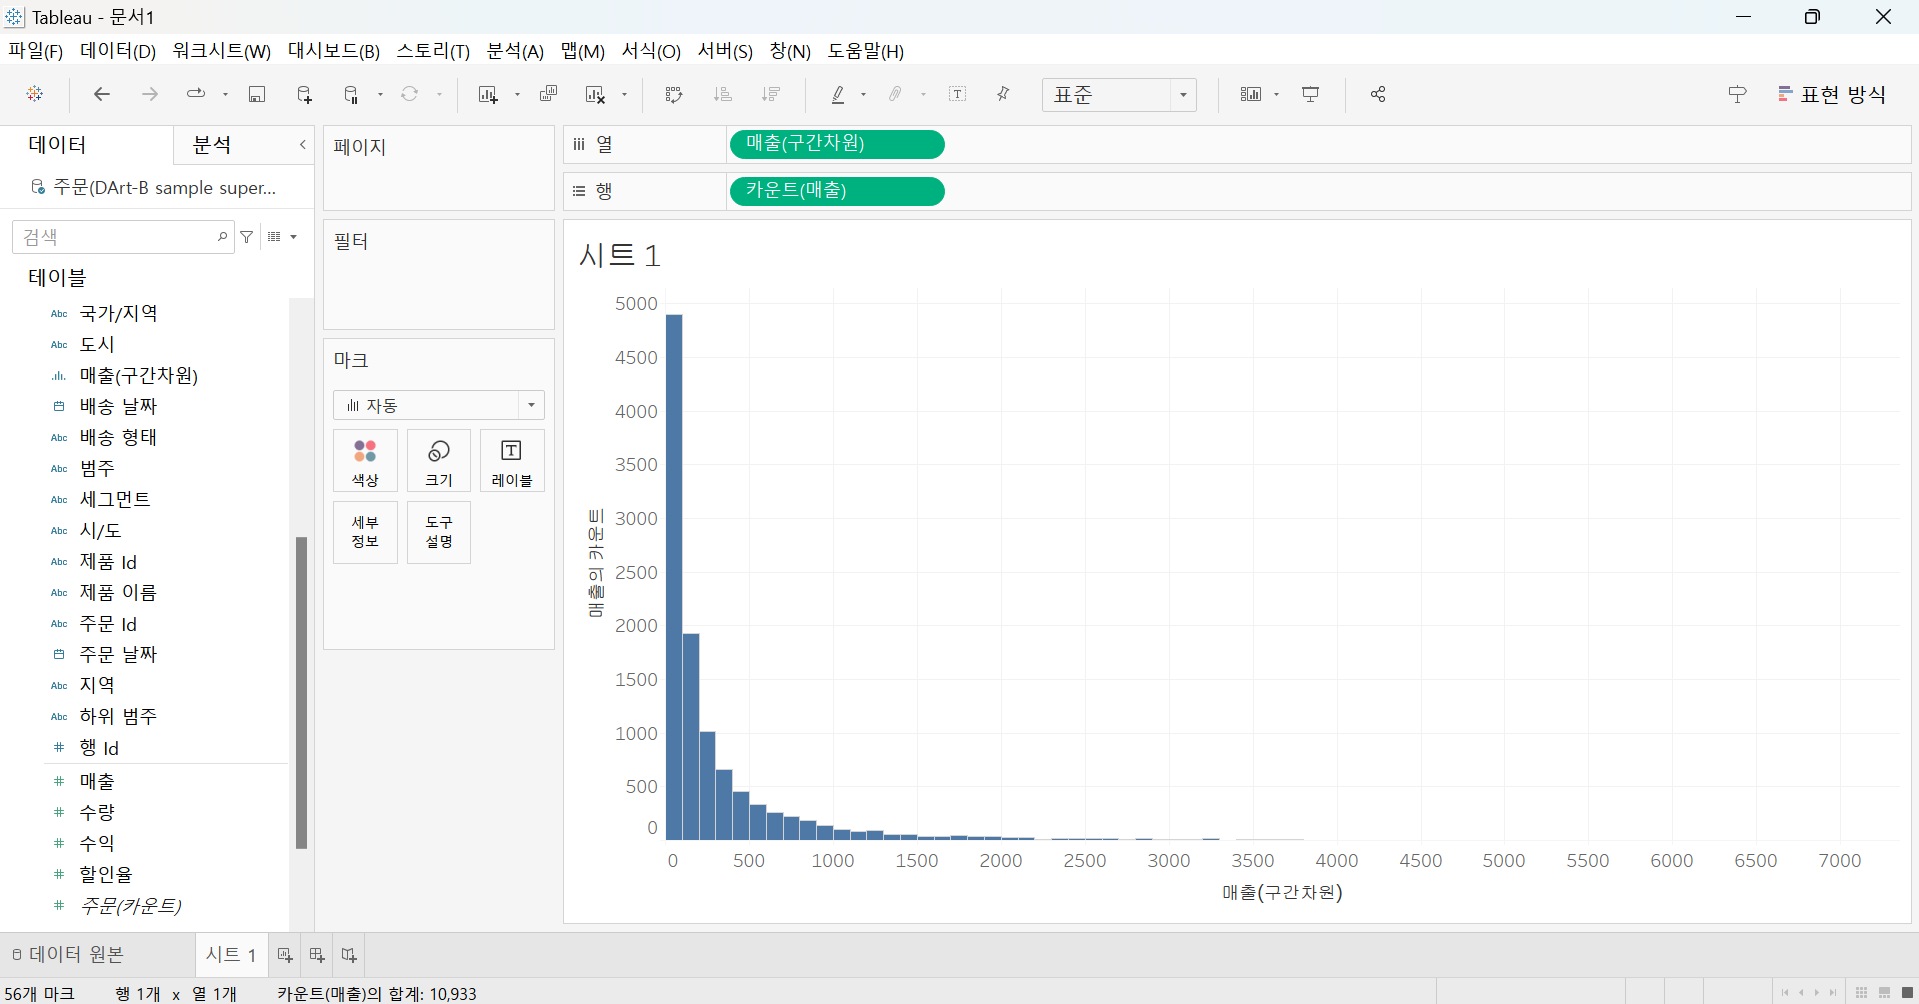 Tableau - 문서1
파일(F) 데이터(D) 워크시트(W) 대시보드(B) 스토리(T) 분석(A) 맵(M) 서식(O) 서버(S) 창(N) 도움말(H)
표준
표현 방식
데이터
분석
주문(DArt-B sample super...
검색
테이블
Abc 국가/지역
Abc 도시
매출(구간차원)
배송 날짜
Abc 배송 형태
Abc 범주
Abc 세그먼트
Abc 시/도
Abc 제품 Id
Abc 제품 이름
Abc 주문 Id
주문 날짜
Abc 지역
Abc 하위 범주
# 행 Id
# 매출
# 수량
# 수익
# 할인율
# 주문(카운트)
페이지
필터
마크
자동
색상
크기
T
레이블
세부
정보
도구
설명
열
매출(구간차원)
행
카운트(매출)
시트 1
매출의 카운트
5000
4500
4000
3500
3000
2500
2000
1500
1000
500
0
0 500 1000 1500 2000 2500 3000 3500 4000 4500 5000 5500 6000 6500 7000
매출(구간차원)
데이터 원본
시트 1
56개 마크 행 1개 x 열 1개 카운트(매출)의 합계: 10,933